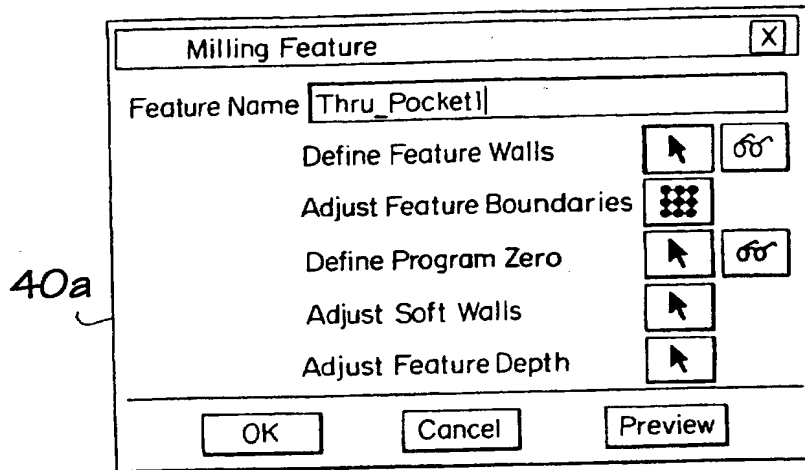 Milling Feature X
Feature Name Thru_Pocket1
Define Feature Walls
Adjust Feature Boundaries
Define Program Zero
40a
Adjust Soft Walls
Adjust Feature Depth
OK Cancel Preview